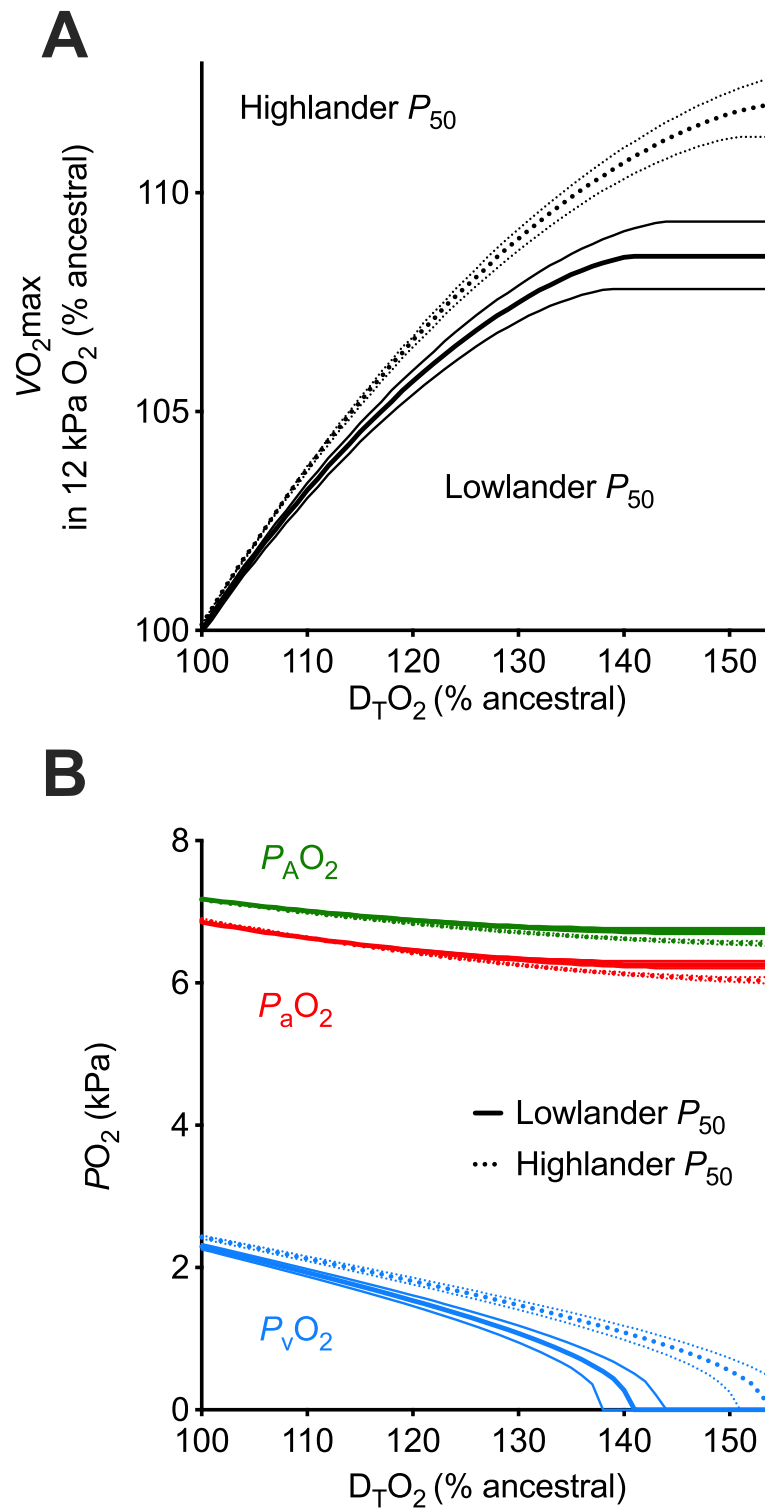 A
Highlander P50
110
105
100
VO2max
in 12 kPa O2 (% ancestral)
Lowlander P50
100 110 120 130 140 150
DTO2 (% ancestral)
B
8
6
4
2
0
PO2 (kPa)
PAO2
PaO2
Lowlander P50
Highlander P50
PvO2
100 110 120 130 140 150
DTO2 (% ancestral)